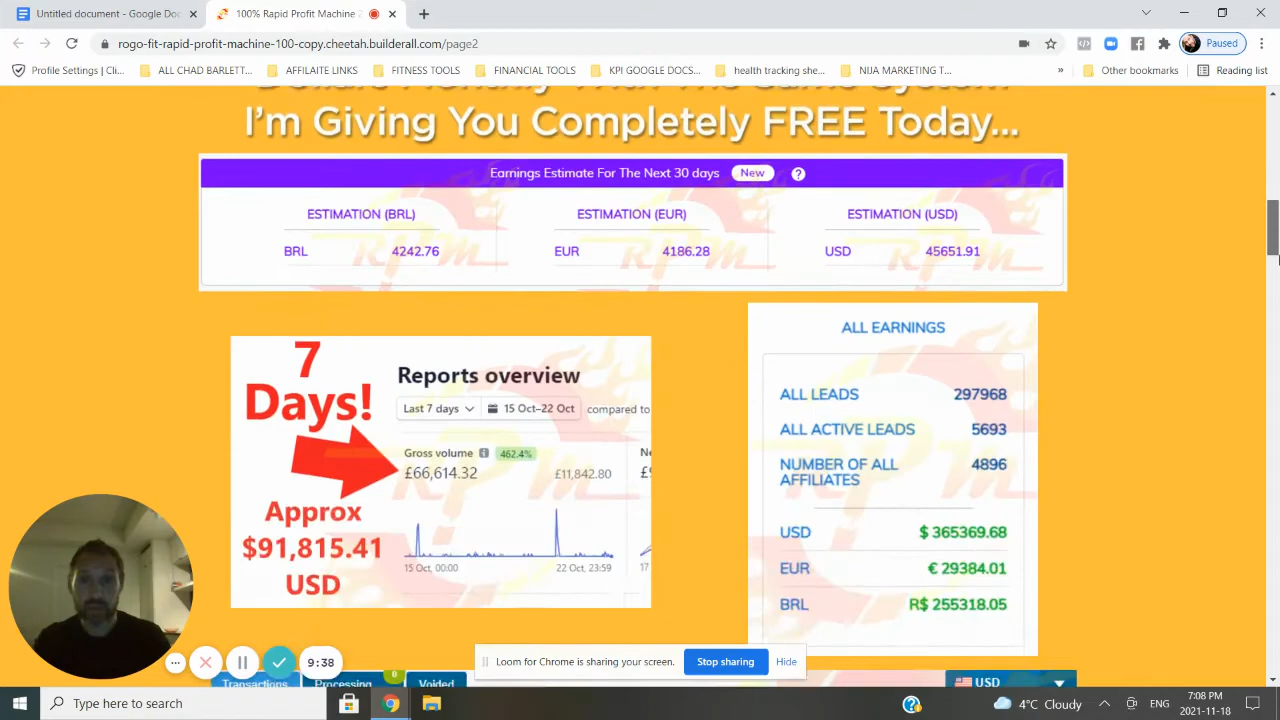 Untitled document - Google Doc
100% Rapid Profit Machine 2
rogo-fit-rapid-profit-machine-100-copy.cheetah.builderall.com/page2
Paused
Profile Settings | Cli...
ALL CHAD BARLETT...
AFFILAITE LINKS
FITNESS TOOLS
FINANCIAL TOOLS
KPI GOOGLE DOCS...
health tracking she...
NIJA MARKETING T...
»
Other bookmarks
Reading list
Dollars Monthly With The Same System
I'm Giving You Completely FREE Today...
Earnings Estimate For The Next 30 days New ?
ESTIMATION (BRL)
ESTIMATION (EUR)
ESTIMATION (USD)
BRL 4242.76
EUR 4186.28
USD 45651.91
7
Days!
Approx
$91,815.41
USD
Reports overview
Last 7 days 15 Oct–22 Oct compared to
Gross volume 462.4%
£66,614.32 £11,842.80
15 Oct, 00:00 22 Oct, 23:59
ALL EARNINGS
ALL LEADS 297968
ALL ACTIVE LEADS 5693
NUMBER OF ALL 4896
AFFILIATES
USD $ 365369.68
EUR € 29384.01
BRL R$ 255318.05
9:38
Loom for Chrome is sharing your screen. Stop sharing Hide
Transactions Processing 0 Voided
USD
Type here to search
4°C Cloudy
ENG
7:08 PM
2021-11-18